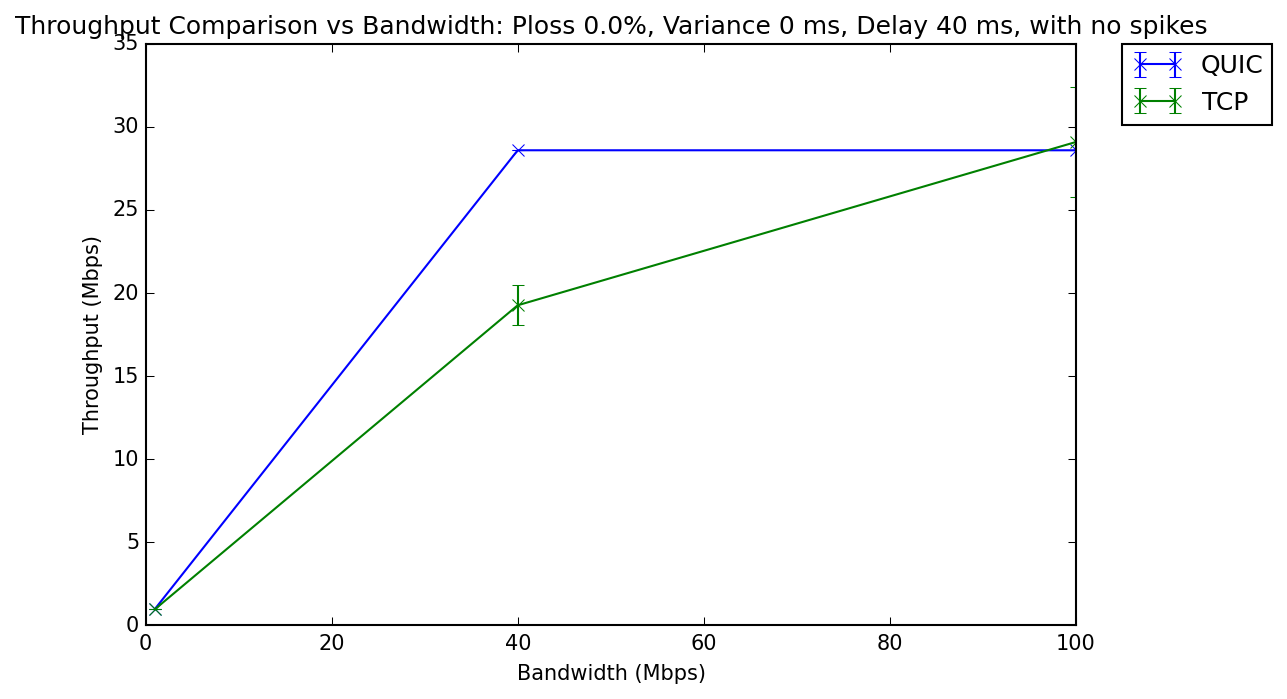 Throughput Comparison vs Bandwidth: Ploss 0.0%, Variance 0 ms, Delay 40 ms, with no spikes
QUIC
TCP
35
30
25
20
15
10
5
0
Throughput (Mbps)
0 20 40 60 80 100
Bandwidth (Mbps)